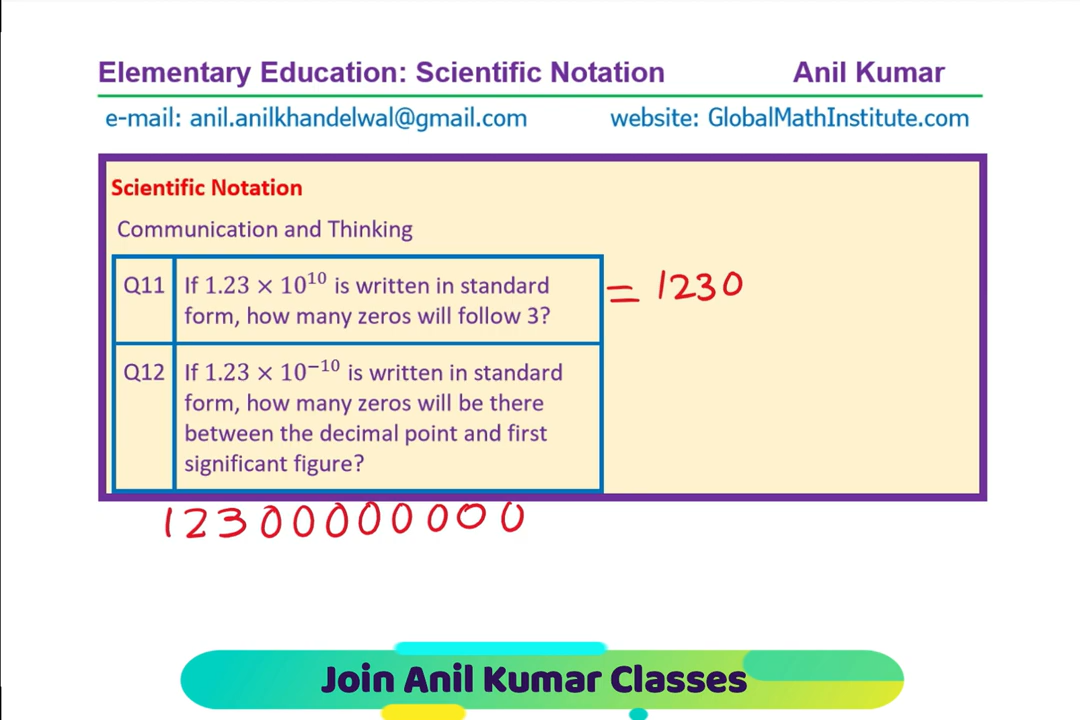 Elementary Education: Scientific Notation Anil Kumar
e-mail: anil.anilkhandelwal@gmail.com website: GlobalMathInstitute.com
Scientific Notation
Communication and Thinking
Q11 If 1.23 × 10¹⁰ is written in standard = 1230
form, how many zeros will follow 3?
Q12 If 1.23 × 10⁻¹⁰ is written in standard
form, how many zeros will be there
between the decimal point and first
significant figure?
12300000000
Join Anil Kumar Classes